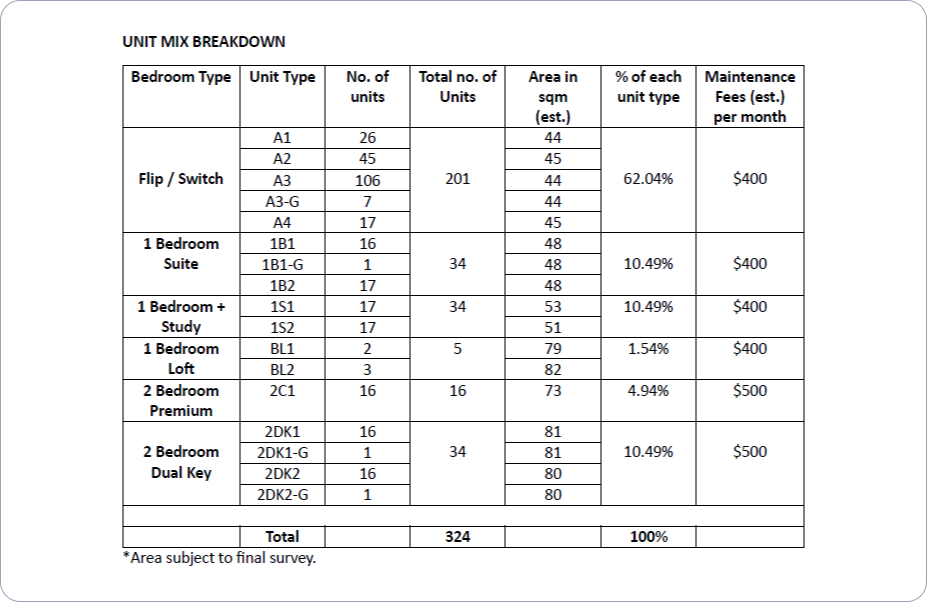 UNIT MIX BREAKDOWN
Bedroom Type Unit Type No. of units Total no. of Units Area in sqm (est.) % of each unit type Maintenance Fees (est.) per month
Flip / Switch A1 26 201 44 62.04% $400
A2 45 45
A3 106 44
A3-G 7 44
A4 17 45
1 Bedroom Suite 1B1 16 34 48 10.49% $400
1B1-G 1 48
1B2 17 48
1 Bedroom + Study 1S1 17 34 53 10.49% $400
1S2 17 51
1 Bedroom Loft BL1 2 5 79 1.54% $400
BL2 3 82
2 Bedroom Premium 2C1 16 16 73 4.94% $500
2 Bedroom Dual Key 2DK1 16 34 81 10.49% $500
2DK1-G 1 81
2DK2 16 80
2DK2-G 1 80
Total 324 100%
*Area subject to final survey.